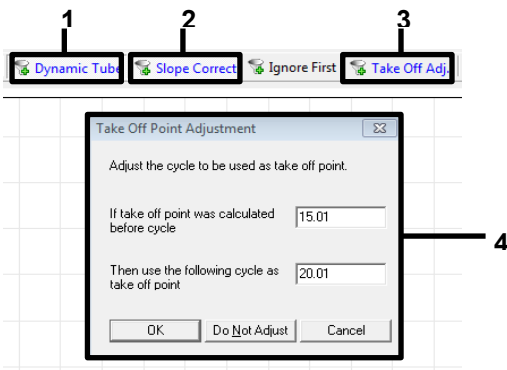 1 2 3
Dynamic Tube Slope Correct Ignore First Take Off Adj.
Take Off Point Adjustment
Adjust the cycle to be used as take off point.
If take off point was calculated
before cycle
15.01
4
Then use the following cycle as
take off point
20.01
OK Do Not Adjust Cancel